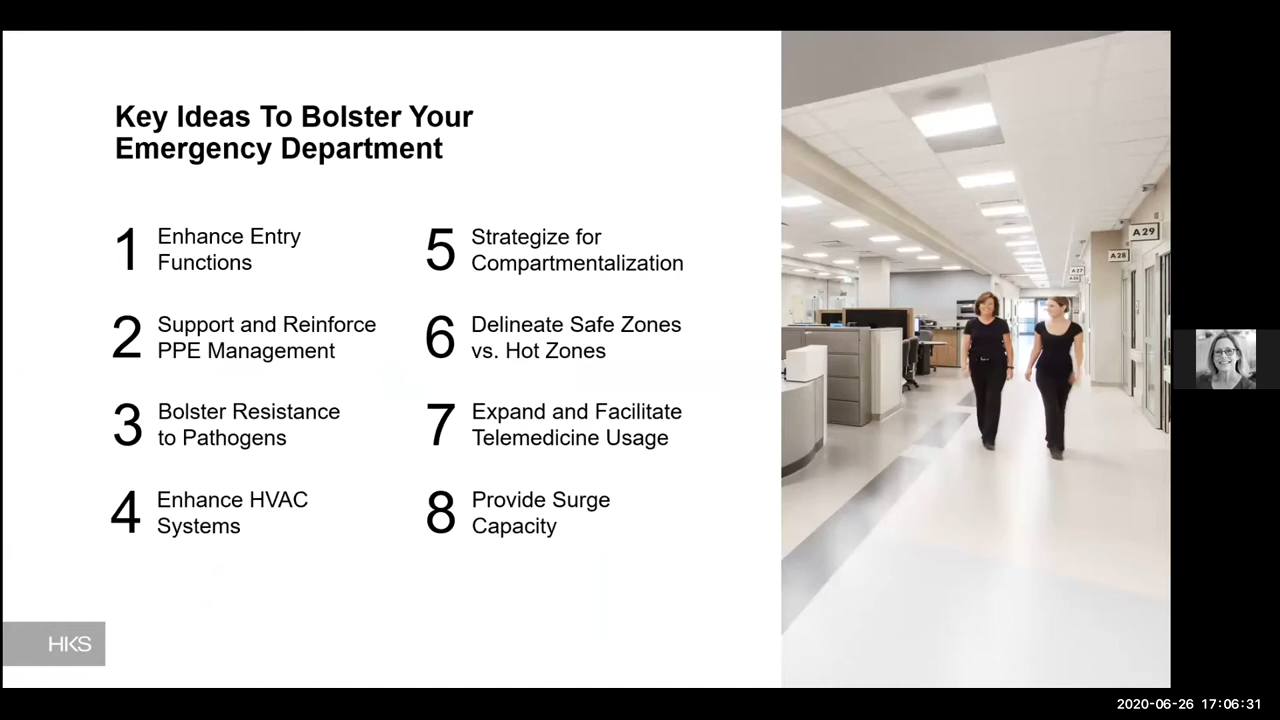 Key Ideas To Bolster Your
Emergency Department
1 Enhance Entry
Functions
2 Support and Reinforce
PPE Management
3 Bolster Resistance
to Pathogens
4 Enhance HVAC
Systems
5 Strategize for
Compartmentalization
6 Delineate Safe Zones
vs. Hot Zones
7 Expand and Facilitate
Telemedicine Usage
8 Provide Surge
Capacity
A29
A28
A27
HKS
2020-06-26 17:06:31